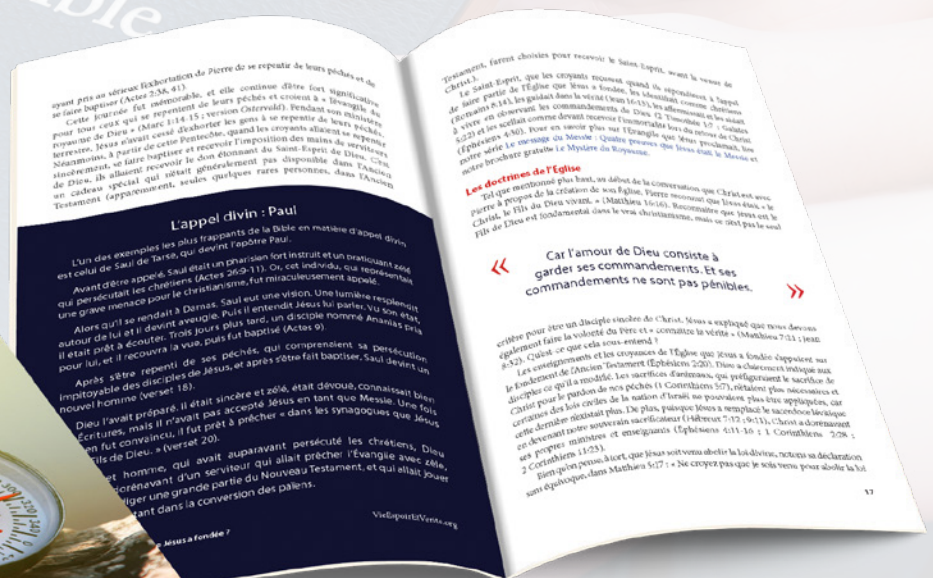 ble
ayant pris au sérieux l'exhortation de Pierre de se repentir de leurs péchés et de
se faire baptiser (Actes 2:38, 41).
Cette journée fut mémorable, et elle continue d'être fort significative
pour tous ceux qui se repentent de leurs péchés et croient à « l'évangile du
royaume de Dieu » (Marc 1:14-15 ; version Ostervald). Pendant son ministère
terrestre, Jésus n'avait cessé d'exhorter les gens à se repentir de leurs péchés.
Néanmoins, à partir de cette Pentecôte, quand les croyants allaient se repentir
sincèrement, se faire baptiser et recevoir l'imposition des mains de serviteurs
de Dieu, ils allaient recevoir le don étonnant du Saint-Esprit de Dieu. C'est
un cadeau spécial qui n'était généralement pas disponible dans l'Ancien
Testament (apparemment, seules quelques rares personnes, dans l'Ancien
L'appel divin : Paul
L'un des exemples les plus frappants de la Bible en matière d'appel divin
est celui de Saul de Tarse, qui devint l'apôtre Paul.
Avant d'être appelé, Saul était un pharisien fort instruit et un pratiquant zélé
qui persécutait les chrétiens (Actes 26:9-11). Or, cet individu, qui représentait
une grave menace pour le christianisme, fut miraculeusement appelé.
Alors qu'il se rendait à Damas, Saul eut une vision. Une lumière resplendit
autour de lui et il devint aveugle. Puis il entendit Jésus lui parler. Vu son état,
il était prêt à écouter. Trois jours plus tard, un disciple nommé Ananias pria
pour lui, et il recouvra la vue, puis fut baptisé (Actes 9).
Après s'être repenti de ses péchés, qui comprenaient sa persécution
impitoyable des disciples de Jésus, et après s'être fait baptiser, Saul devint un
nouvel homme (verset 18).
Dieu l'avait préparé. Il était sincère et zélé, était dévoué, connaissait bien
Écritures, mais il n'avait pas accepté Jésus en tant que Messie. Une fois
en fut convaincu, il fut prêt à prêcher « dans les synagogues que Jésus
Fils de Dieu. » (verset 20).
et homme, qui avait auparavant persécuté les chrétiens, Dieu
dorénavant d'un serviteur qui allait prêcher l'Évangile avec zèle,
iger une grande partie du Nouveau Testament, et qui allait jouer
tant dans la conversion des païens.
VieEspoirEtVerite.org
e Jésus a fondée ?
Testament, furent choisies pour recevoir le Saint-Esprit, avant la venue de
Christ.).
Le Saint-Esprit, que les croyants reçoivent quand ils répondent à l'appel
de faire partie de l'Église que Jésus a fondée, les identifiant comme chrétiens
(Romains 8:14), les guidait dans la vérité (Jean 16:13), les affermissait et les aidait
à vivre en observant les commandements de Dieu (2 Timothée 1:7 ; Galates
5:22) et les scellait comme devant recevoir l'immortalité lors du retour de Christ
(Éphésiens 4:30). Pour en savoir plus sur l'Évangile que Jésus proclamait, lire
notre série Le message du Messie : Quatre preuves que Jésus était le Messie et
notre brochure gratuite Le Mystère du Royaume.
Les doctrines de l'Église
Tel que mentionné plus haut, au début de la conversation que Christ eut avec
Pierre à propos de la création de son Église, Pierre reconnut que Jésus était « le
Christ, le Fils du Dieu vivant. » (Matthieu 16:16). Reconnaître que Jésus est le
Fils de Dieu est fondamental dans le vrai christianisme, mais ce n'est pas le seul
« Car l'amour de Dieu consiste à
garder ses commandements. Et ses
commandements ne sont pas pénibles. »
critère pour être un disciple sincère de Christ. Jésus a expliqué que nous devons
également faire la volonté du Père et « connaître la vérité » (Matthieu 7:21 ; Jean
8:32). Qu'est-ce que cela sous-entend ?
Les enseignements et les croyances de l'Église que Jésus a fondée s'appuient sur
le fondement de l'Ancien Testament (Éphésiens 2:20). Dieu a clairement indiqué aux
disciples ce qu'il a modifié. Les sacrifices d'animaux, qui préfiguraient le sacrifice de
Christ pour le pardon de nos péchés (1 Corinthiens 5:7), n'étaient plus nécessaires et
certaines des lois civiles de la nation d'Israël ne pouvaient plus être appliquées, car
cette dernière n'existait plus. De plus, puisque Jésus a remplacé le sacerdoce lévitique
en devenant notre souverain sacrificateur (Hébreux 7:12 ; 9:11), Christ a dorénavant
ses propres ministres et enseignants (Éphésiens 4:11-16 ; 1 Corinthiens 2:28 ;
2 Corinthiens 11:23).
Bien qu'on pense, à tort, que Jésus soit venu abolir la loi divine, notons sa déclaration
sans équivoque, dans Matthieu 5:17 : « Ne croyez pas que je sois venu pour abolir la loi
17